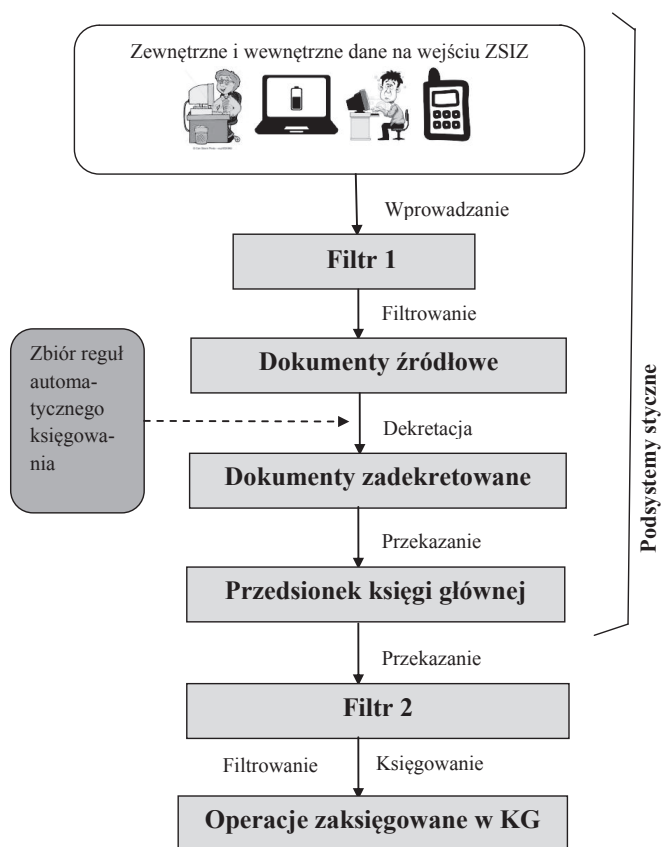 Zewnętrzne i wewnętrzne dane na wejściu ZSIZ
Wprowadzanie
Filtr 1
Filtrowanie
Zbiór reguł
automa-
tycznego
księgowa-
nia
Dokumenty źródłowe
Dekretacja
Dokumenty zadekretowane
Przekazanie
Przedsionek księgi głównej
Podsystemy styczne
Przekazanie
Filtr 2
Filtrowanie
Księgowanie
Operacje zaksięgowane w KG